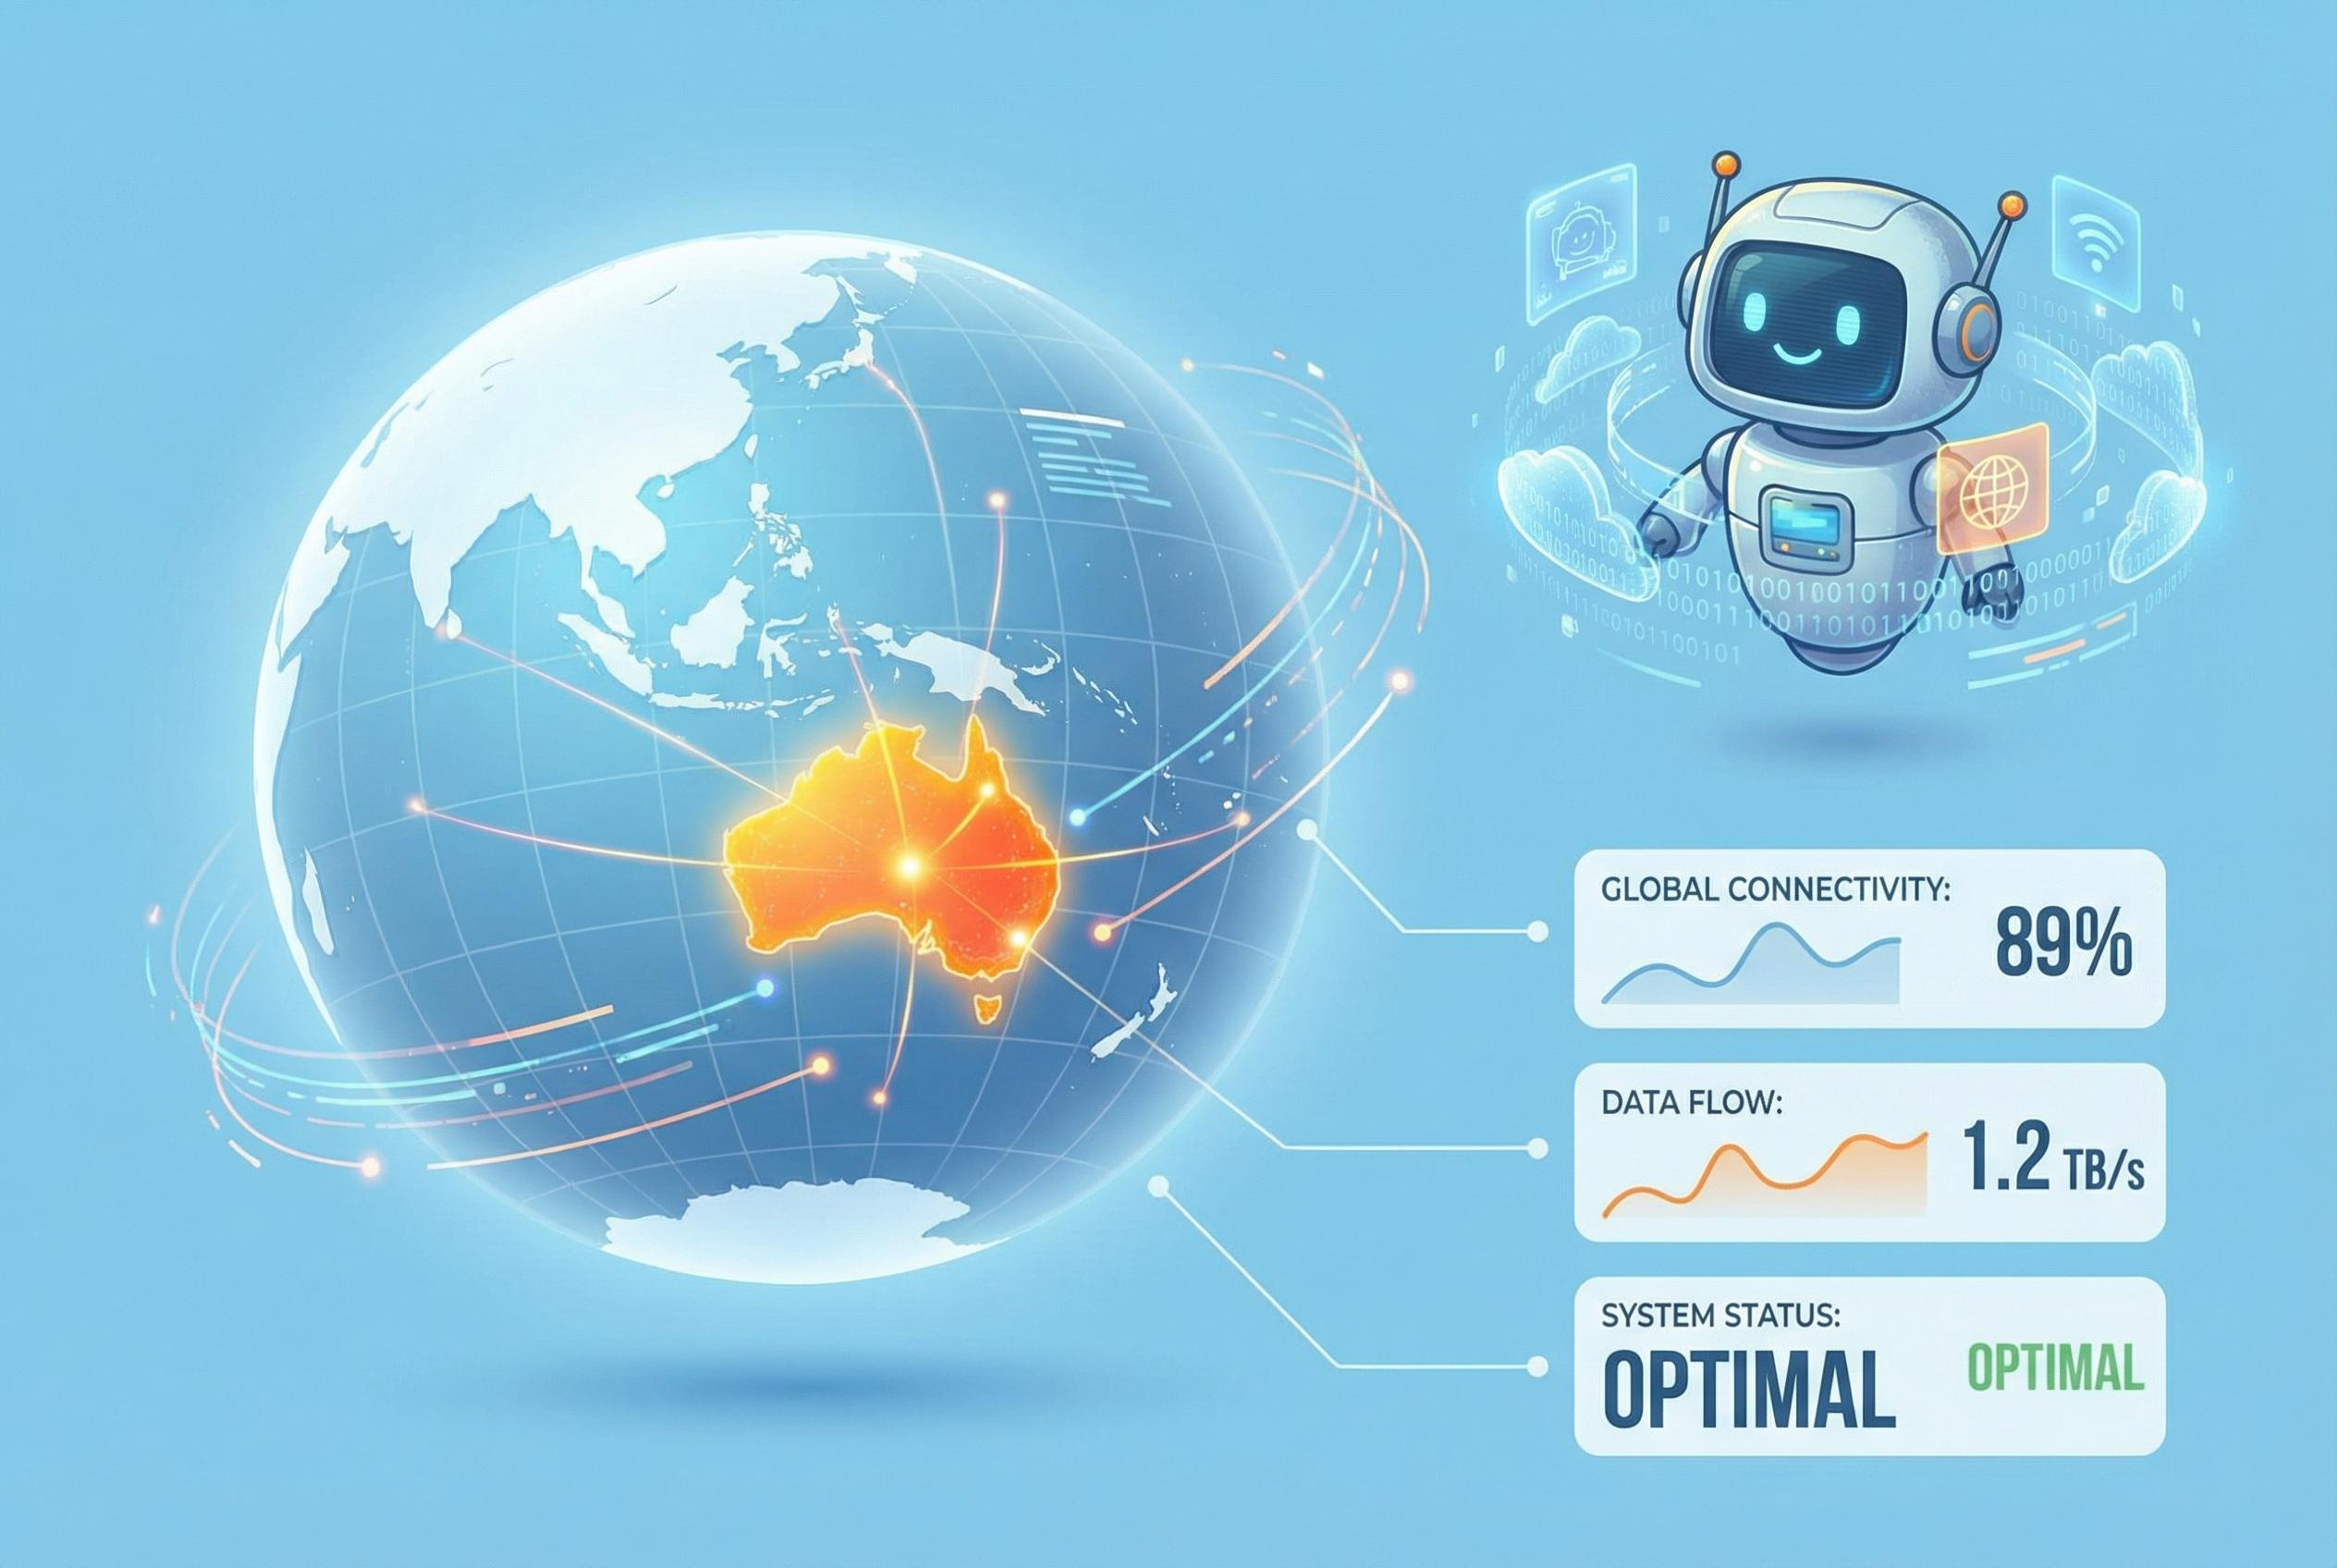 GLOBAL CONNECTIVITY:
89%
DATA FLOW:
1.2 TB/s
SYSTEM STATUS:
OPTIMAL
OPTIMAL